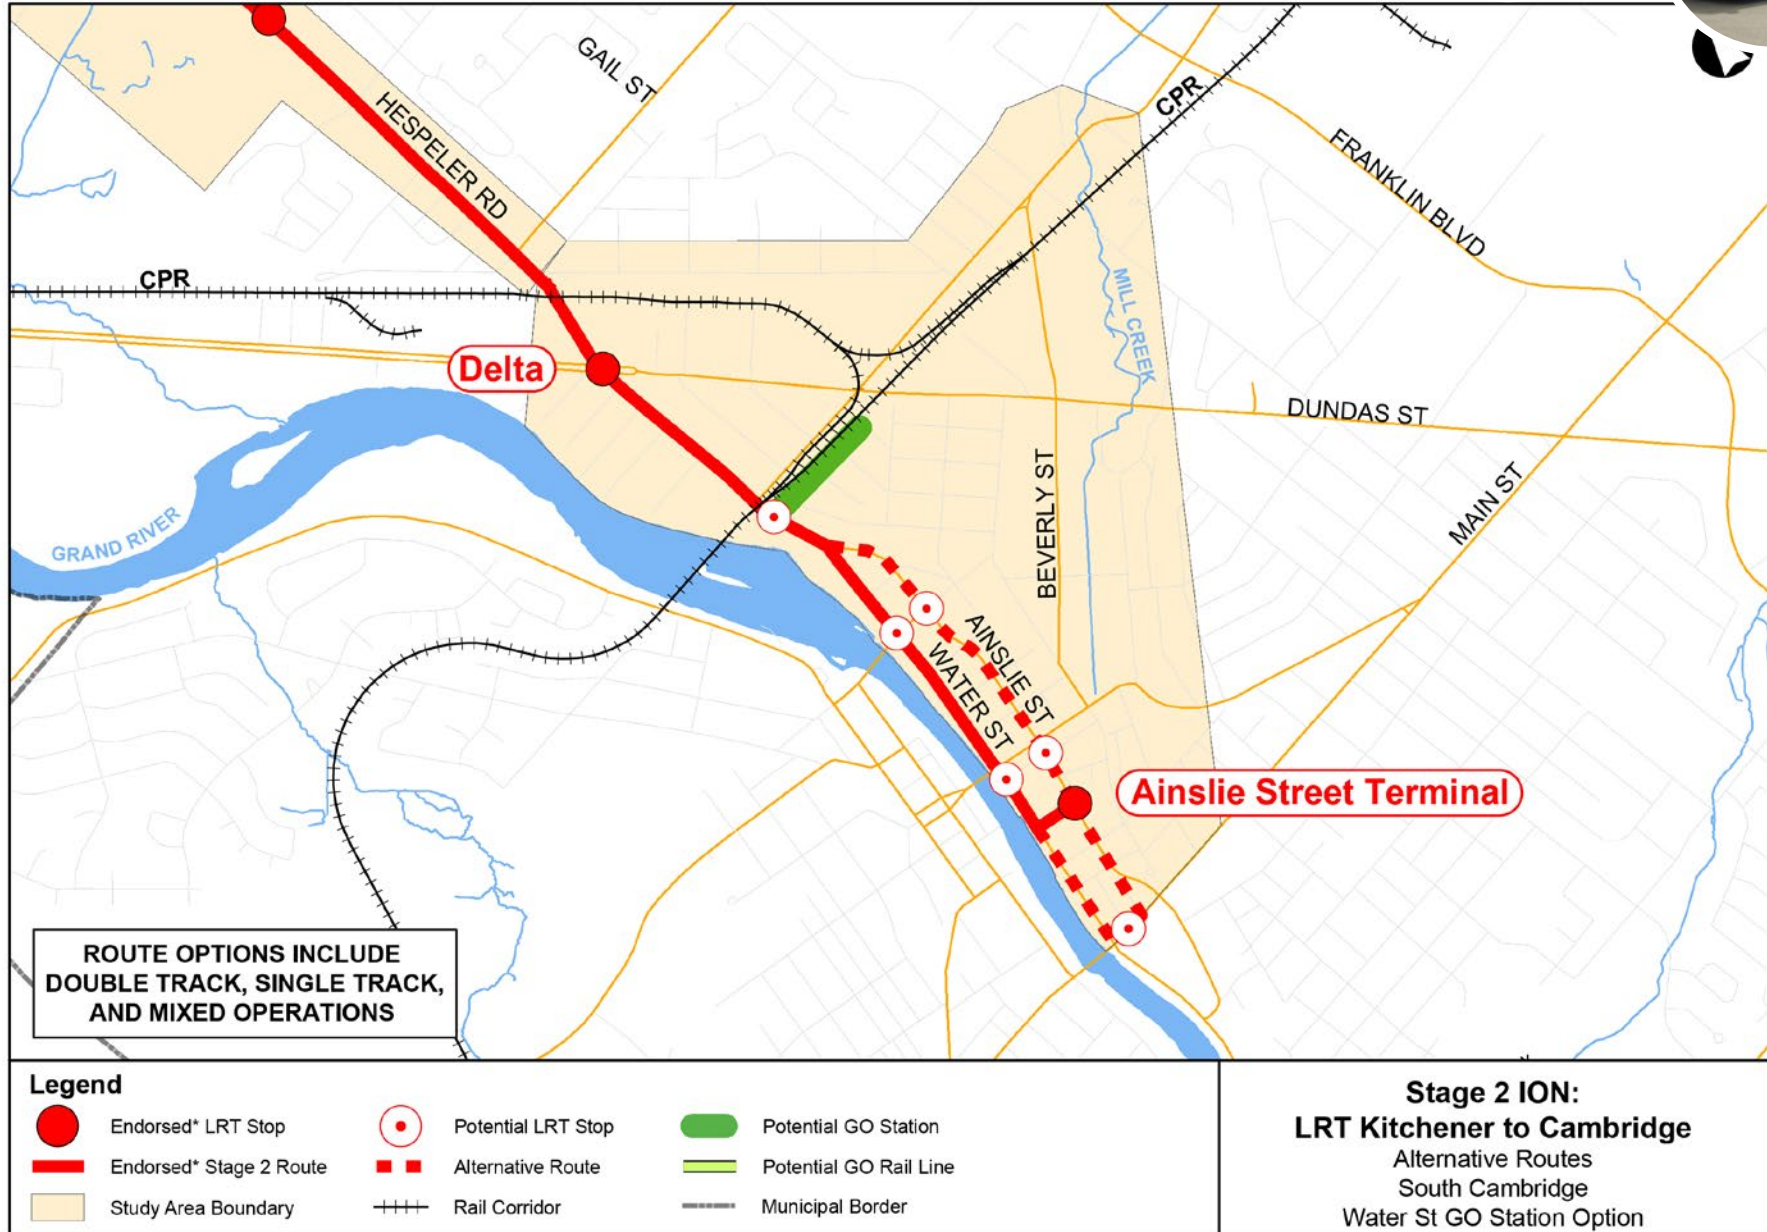 GAIL ST
CPR
HESPELER RD
FRANKLIN BLVD
CPR
MILL CREEK
Delta
DUNDAS ST
BEVERLY ST
MAIN ST
GRAND RIVER
AINSLIE ST
WATER ST
Ainslie Street Terminal
ROUTE OPTIONS INCLUDE
DOUBLE TRACK, SINGLE TRACK,
AND MIXED OPERATIONS
Legend
Endorsed* LRT Stop
Potential LRT Stop
Potential GO Station
Endorsed* Stage 2 Route
Alternative Route
Potential GO Rail Line
Study Area Boundary
Rail Corridor
Municipal Border
Stage 2 ION:
LRT Kitchener to Cambridge
Alternative Routes
South Cambridge
Water St GO Station Option